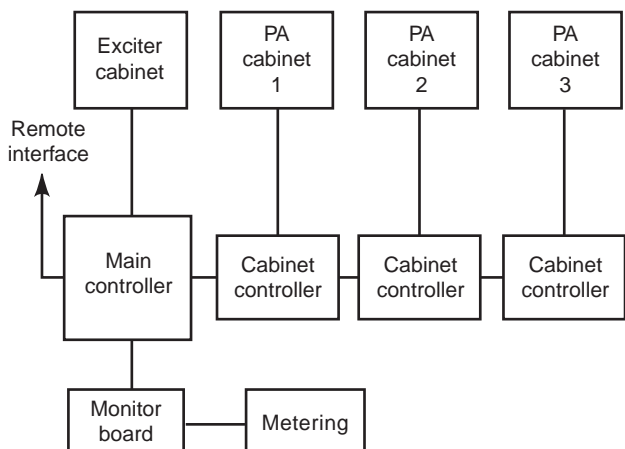 Exciter
cabinet
PA
cabinet
1
PA
cabinet
2
PA
cabinet
3
Remote
interface
Main
controller
Cabinet
controller
Cabinet
controller
Cabinet
controller
Monitor
board
Metering